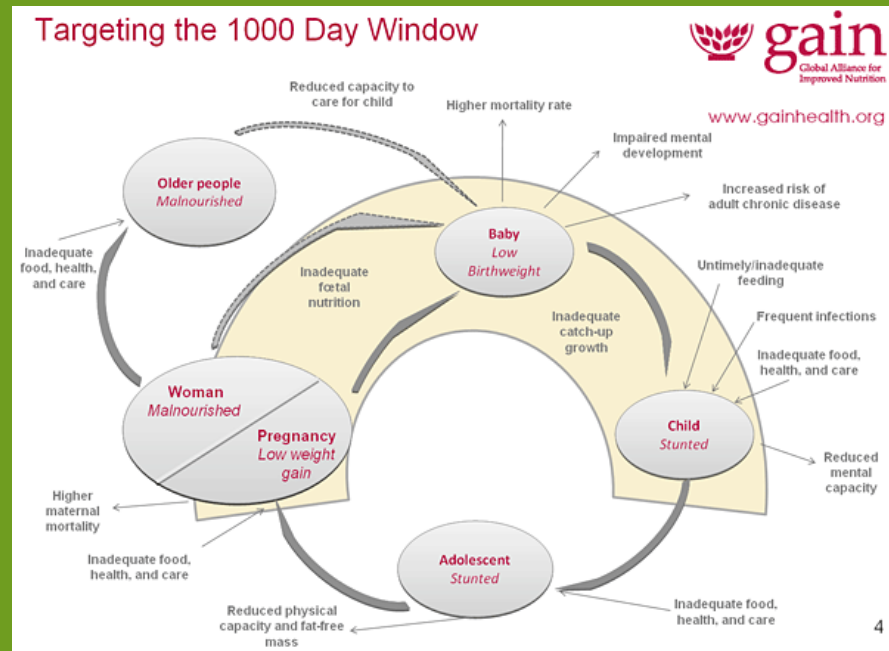 Targeting the 1000 Day Window
gain
Global Alliance for
Improved Nutrition
www.gainhealth.org
Reduced capacity to
care for child
Higher mortality rate
Impaired mental
development
Increased risk of
adult chronic disease
Older people
Malnourished
Baby
Low
Birthweight
Inadequate
food, health,
and care
Inadequate
fœtal
nutrition
Untimely/inadequate
feeding
Inadequate
catch-up
growth
Frequent infections
Inadequate food,
health, and care
Woman
Malnourished
Pregnancy
Low weight
gain
Child
Stunted
Reduced
mental
capacity
Higher
maternal
mortality
Inadequate food,
health, and care
Adolescent
Stunted
Reduced physical
capacity and fat-free
mass
Inadequate food,
health, and care
4